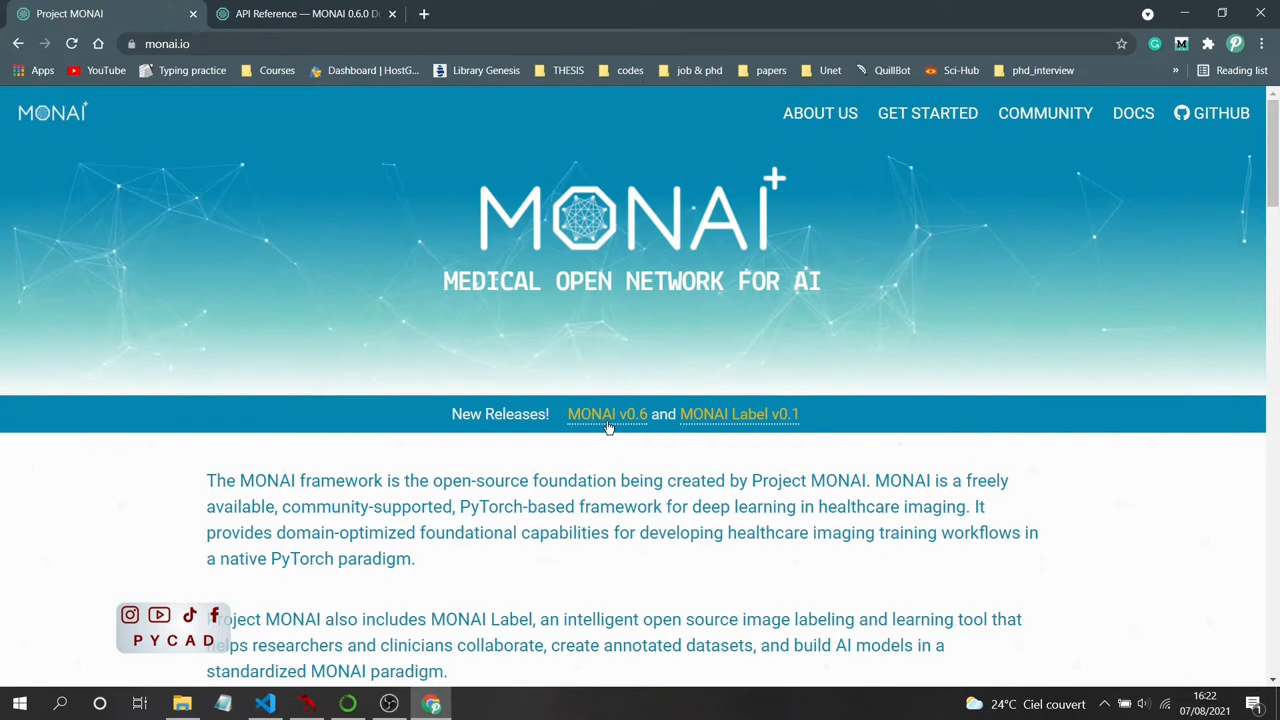 Project MONAI
API Reference — MONAI 0.6.0 D
monai.io
Apps
YouTube
Typing practice
Courses
Dashboard | HostG...
Library Genesis
THESIS
codes
job & phd
papers
Unet
QuillBot
Sci-Hub
phd_interview
»
Reading list
MONAI
ABOUT US
GET STARTED
COMMUNITY
DOCS
GITHUB
MONAI+
MEDICAL OPEN NETWORK FOR AI
New Releases! MONAI v0.6 and MONAI Label v0.1
The MONAI framework is the open-source foundation being created by Project MONAI. MONAI is a freely
available, community-supported, PyTorch-based framework for deep learning in healthcare imaging. It
provides domain-optimized foundational capabilities for developing healthcare imaging training workflows in
a native PyTorch paradigm.
Project MONAI also includes MONAI Label, an intelligent open source image labeling and learning tool that
helps researchers and clinicians collaborate, create annotated datasets, and build AI models in a
standardized MONAI paradigm.
PYCAD
24°C Ciel couvert
16:22
07/08/2021